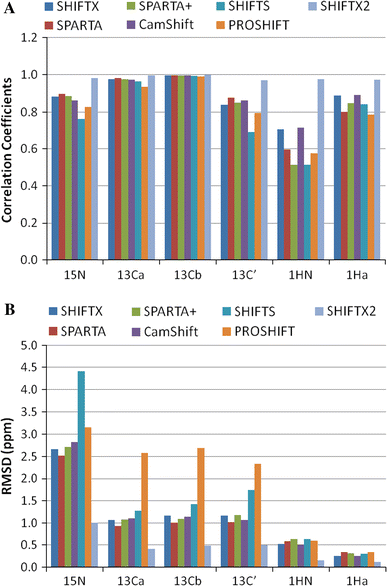 A
SHIFTX SPARTA+ SHIFTS SHIFTX2
SPARTA CamShift PROSHIFT
Correlation Coefficients
1.2
1.0
0.8
0.6
0.4
0.2
0.0
15N 13Ca 13Cb 13C' 1HN 1Ha
B
SHIFTX SPARTA+ SHIFTS SHIFTX2
SPARTA CamShift PROSHIFT
RMSD (ppm)
5.0
4.5
4.0
3.5
3.0
2.5
2.0
1.5
1.0
0.5
0.0
15N 13Ca 13Cb 13C' 1HN 1Ha